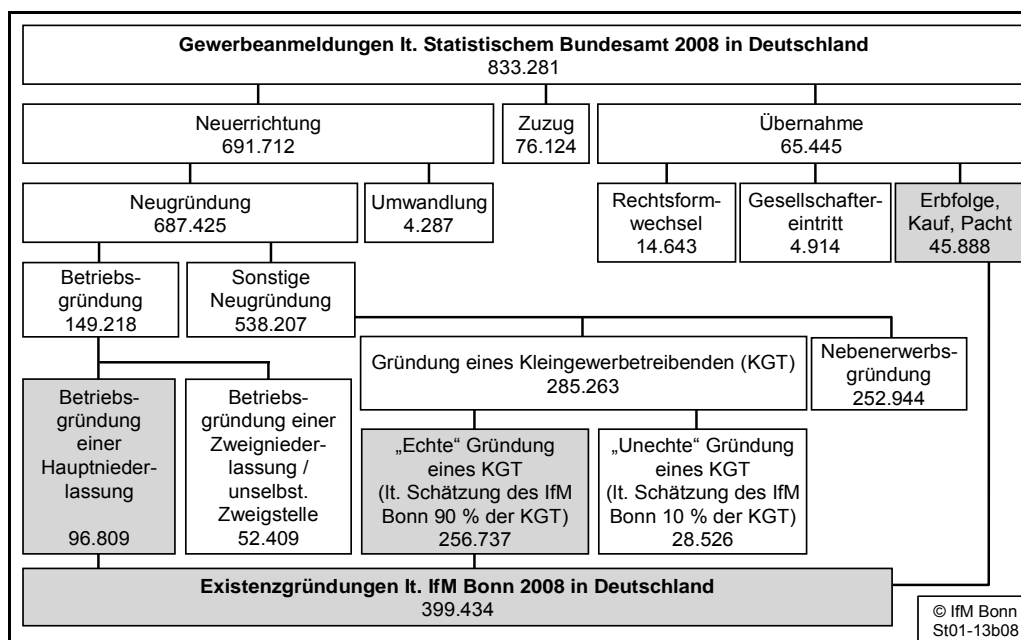 Gewerbeanmeldungen lt. Statistischem Bundesamt 2008 in Deutschland
833.281
Neuerrichtung
691.712
Zuzug
76.124
Übernahme
65.445
Neugründung
687.425
Umwandlung
4.287
Rechtsform-
wechsel
14.643
Gesellschafter-
eintritt
4.914
Erbfolge,
Kauf, Pacht
45.888
Betriebs-
gründung
149.218
Sonstige
Neugründung
538.207
Gründung eines Kleingewerbetreibenden (KGT)
285.263
Nebenerwerbs-
gründung
252.944
Betriebs-
gründung
einer
Hauptnieder-
lassung
96.809
Betriebs-
gründung einer
Zweignieder-
lassung /
unselbst.
Zweigstelle
52.409
„Echte“ Gründung
eines KGT
(lt. Schätzung des IfM
Bonn 90 % der KGT)
256.737
„Unechte“ Gründung
eines KGT
(lt. Schätzung des IfM
Bonn 10 % der KGT)
28.526
Existenzgründungen lt. IfM Bonn 2008 in Deutschland
399.434
© IfM Bonn
St01-13b08